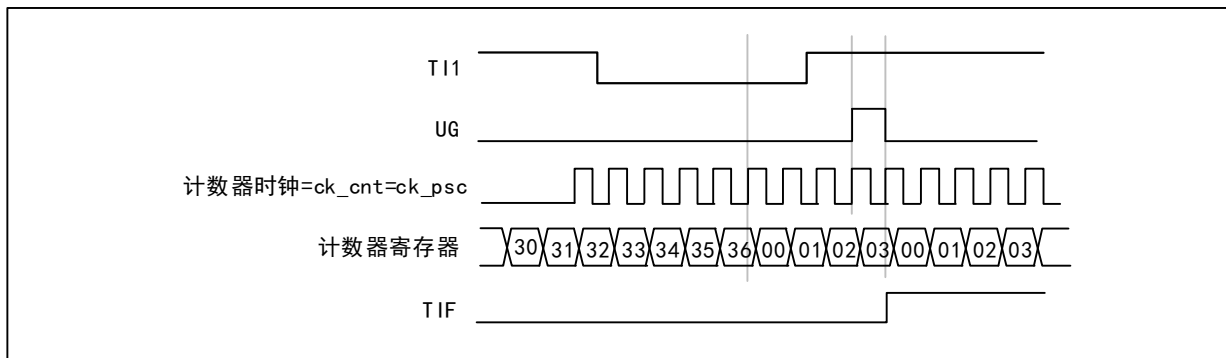 TI1
UG
计数器时钟=ck_cnt=ck_psc
计数器寄存器 30 31 32 33 34 35 36 00 01 02 03 00 01 02 03
TIF